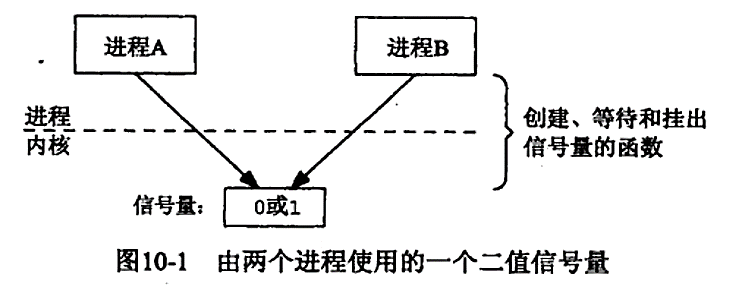 进程A
进程B
进程
内核
创建、等待和挂出
信号量的函数
信号量：
0或1
图10-1 由两个进程使用的一个二值信号量